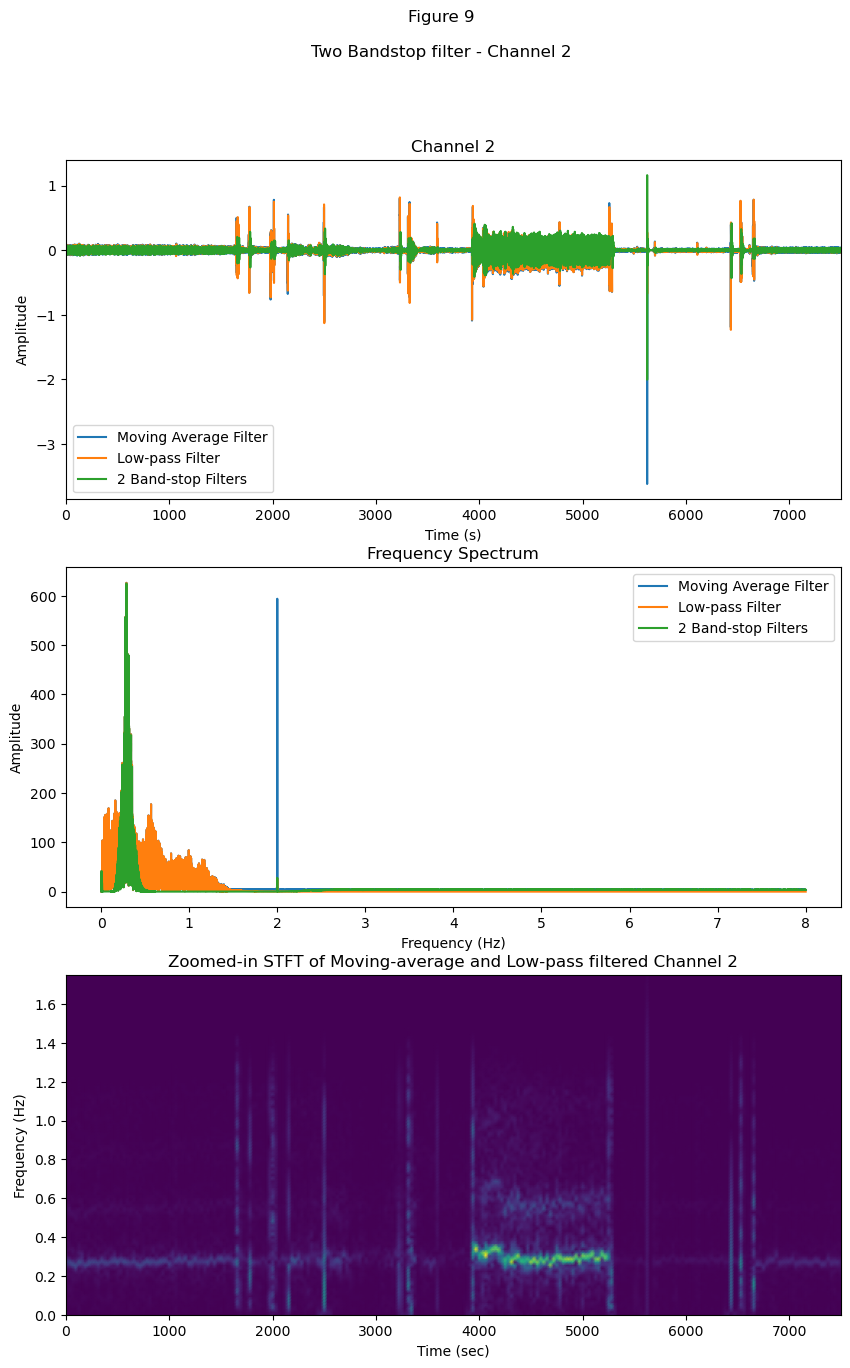 Figure 9
Two Bandstop filter - Channel 2
Channel 2
1
0
−1
−2
−3
Amplitude
Moving Average Filter
Low-pass Filter
2 Band-stop Filters
0 1000 2000 3000 4000 5000 6000 7000
Time (s)
Frequency Spectrum
600
500
400
300
200
100
0
Amplitude
Moving Average Filter
Low-pass Filter
2 Band-stop Filters
0 1 2 3 4 5 6 7 8
Frequency (Hz)
Zoomed-in STFT of Moving-average and Low-pass filtered Channel 2
1.6
1.4
1.2
1.0
0.8
0.6
0.4
0.2
0.0
Frequency (Hz)
0 1000 2000 3000 4000 5000 6000 7000
Time (sec)